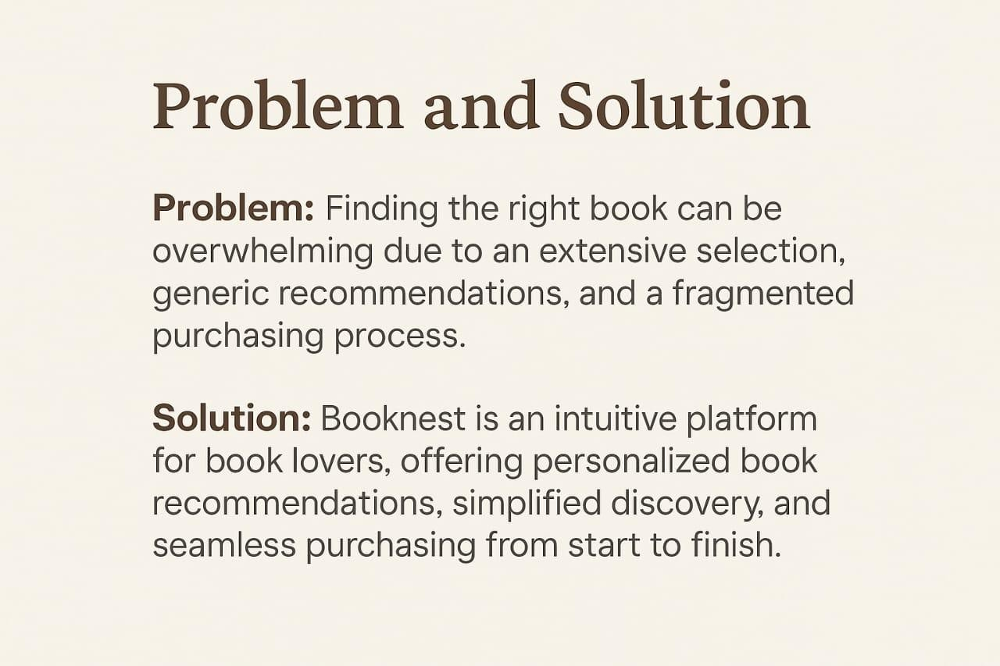 Problem and Solution
Problem: Finding the right book can be
overwhelming due to an extensive selection,
generic recommendations, and a fragmented
purchasing process.
Solution: Booknest is an intuitive platform
for book lovers, offering personalized book
recommendations, simplified discovery, and
seamless purchasing from start to finish.